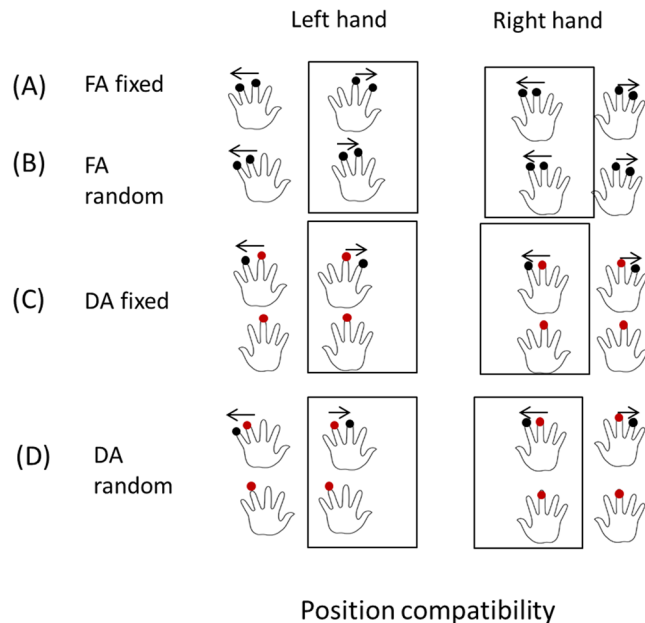 Left hand Right hand
(A) FA fixed
(B) FA
random
(C) DA fixed
(D) DA
random
Position compatibility